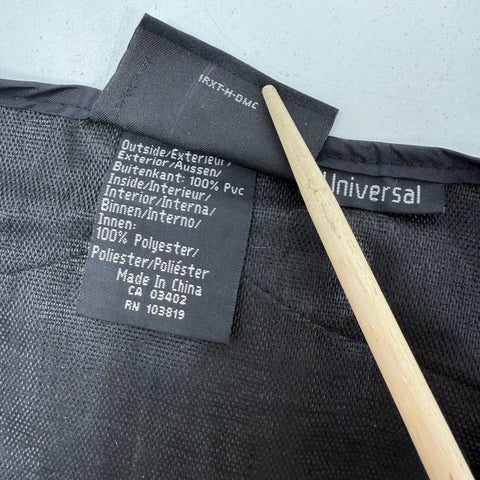 1RXT-H-DMC
Outside/Exterieur/
Exterior/Aussen/
Buitenkant: 100% PVC
Inside/Interieur/
Interior/Interna/
Binnen/Interno/
Innen:
100% Polyester/
Poliester/Poliéster
Made In China
CA 03402
RN 103819
Universal